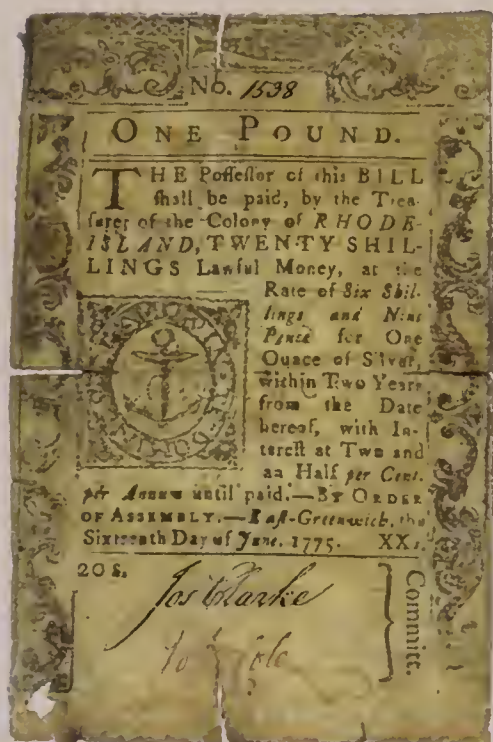 No. 1538
ONE POUND.
THE Poſſeſſor of this BILL
ſhall be paid, by the Trea-
ſurer of the Colony of RHODE-
ISLAND, TWENTY SHIL-
LINGS Lawful Money, at the
Rate of Six Shil-
lings and Nine
Pence for One
Ounce of Silver,
within Two Years
from the Date
hereof, with In-
tereſt at Two and
an Half per Cent.
per Annum until paid.—BY ORDER
OF ASSEMBLY.—Eaſt-Greenwich, the
Sixteenth Day of June, 1775. XXs.
20 s.
Jos Clarke
Committ.